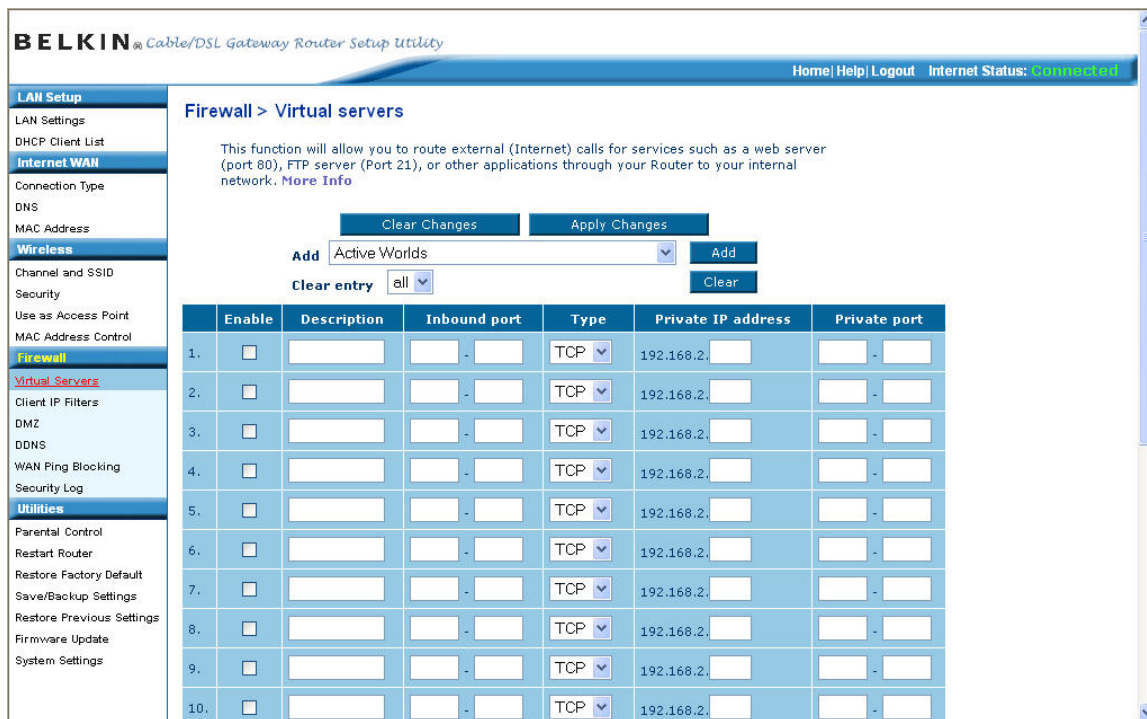 BELKIN® Cable/DSL Gateway Router Setup Utility
Home| Help| Logout Internet Status: Connected
LAN Setup
LAN Settings
DHCP Client List
Internet WAN
Connection Type
DNS
MAC Address
Wireless
Channel and SSID
Security
Use as Access Point
MAC Address Control
Firewall
Virtual Servers
Client IP Filters
DMZ
DDNS
WAN Ping Blocking
Security Log
Utilities
Parental Control
Restart Router
Restore Factory Default
Save/Backup Settings
Restore Previous Settings
Firmware Update
System Settings
Firewall > Virtual servers
This function will allow you to route external (Internet) calls for services such as a web server
(port 80), FTP server (Port 21), or other applications through your Router to your internal
network. More Info
Clear Changes Apply Changes
Add Active Worlds Add
Clear entry all Clear
Enable Description Inbound port Type Private IP address Private port
1. - TCP 192.168.2. -
2. - TCP 192.168.2. -
3. - TCP 192.168.2. -
4. - TCP 192.168.2. -
5. - TCP 192.168.2. -
6. - TCP 192.168.2. -
7. - TCP 192.168.2. -
8. - TCP 192.168.2. -
9. - TCP 192.168.2. -
10. - TCP 192.168.2. -